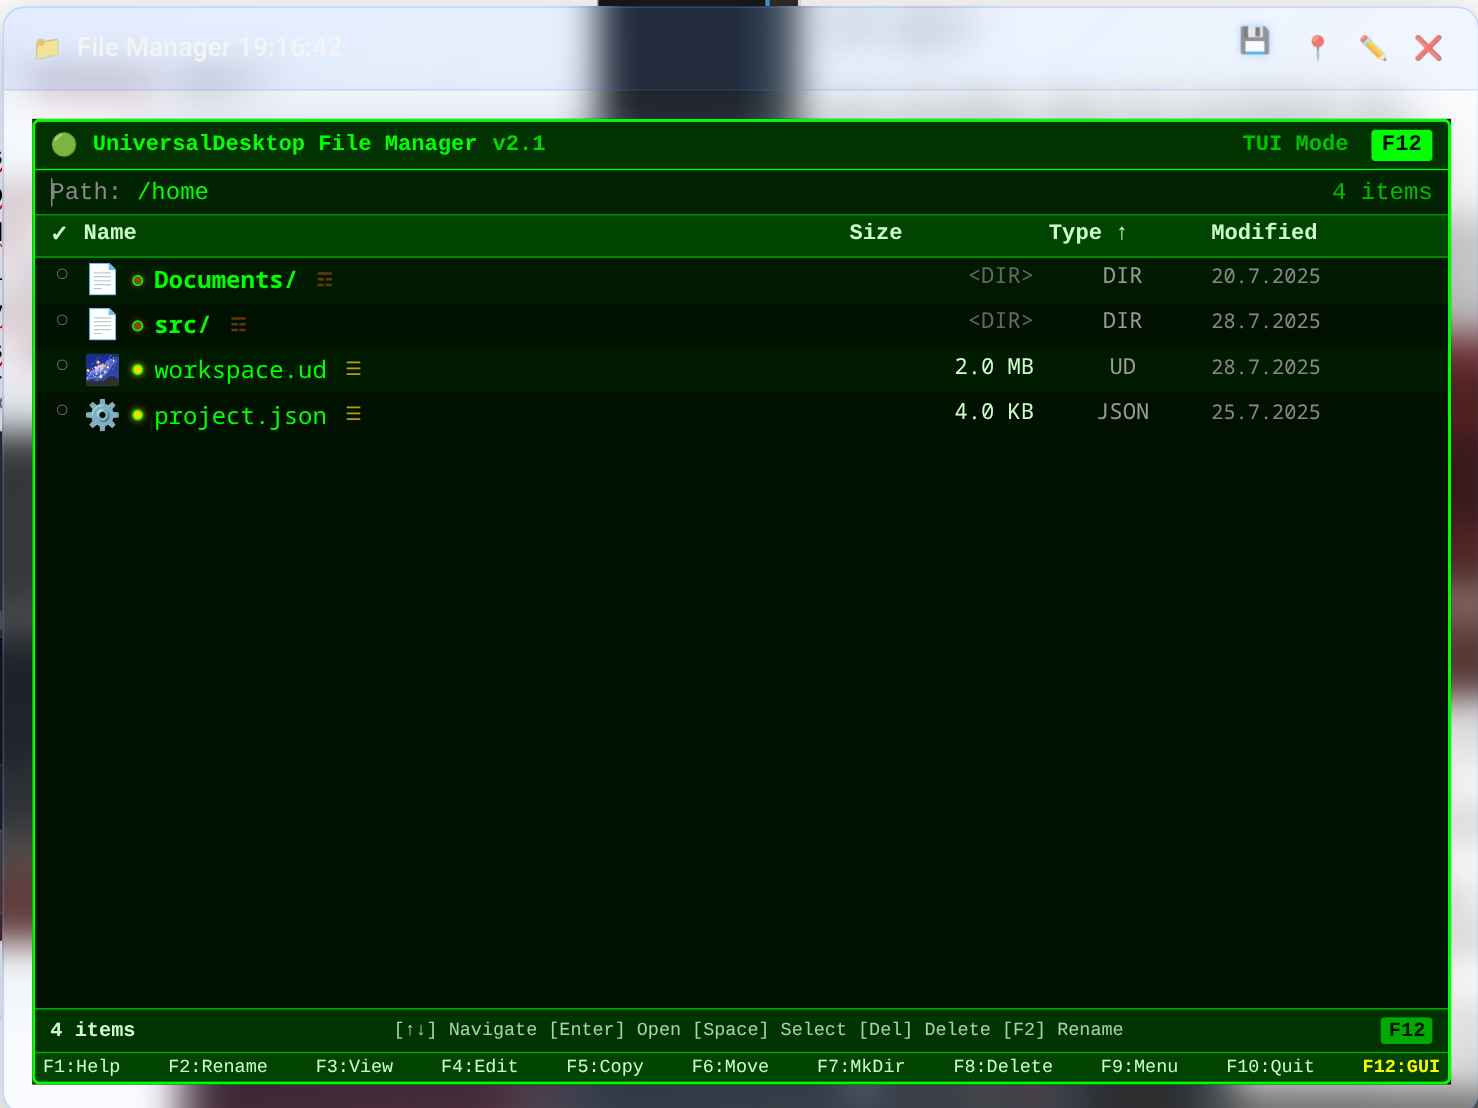 File Manager 19:16:42
UniversalDesktop File Manager v2.1 TUI Mode F12
Path: /home 4 items
✓ Name Size Type ↑ Modified
Documents/ ☶ <DIR> DIR 20.7.2025
src/ ☶ <DIR> DIR 28.7.2025
workspace.ud ☰ 2.0 MB UD 28.7.2025
project.json ☰ 4.0 KB JSON 25.7.2025
4 items [↑↓] Navigate [Enter] Open [Space] Select [Del] Delete [F2] Rename F12
F1:Help F2:Rename F3:View F4:Edit F5:Copy F6:Move F7:MkDir F8:Delete F9:Menu F10:Quit F12:GUI